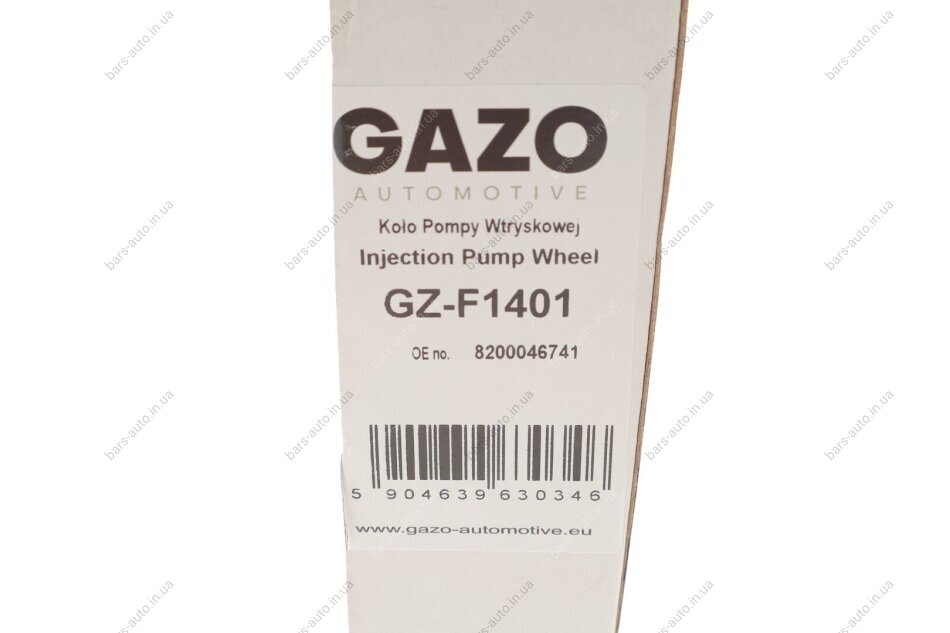 GAZO
AUTOMOTIVE
Koło Pompy Wtryskowej
Injection Pump Wheel
GZ-F1401
OE no. 8200046741
5 904639 630346
www.gazo-automotive.eu
bars-auto.in.ua